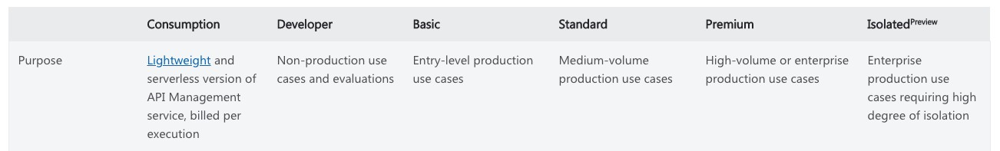 Consumption Developer Basic Standard Premium Isolated Preview
Purpose Lightweight and Non-production use Entry-level production Medium-volume High-volume or enterprise Enterprise
serverless version of cases and evaluations use cases production use cases production use cases production use
API Management cases requiring high
service, billed per degree of isolation
execution